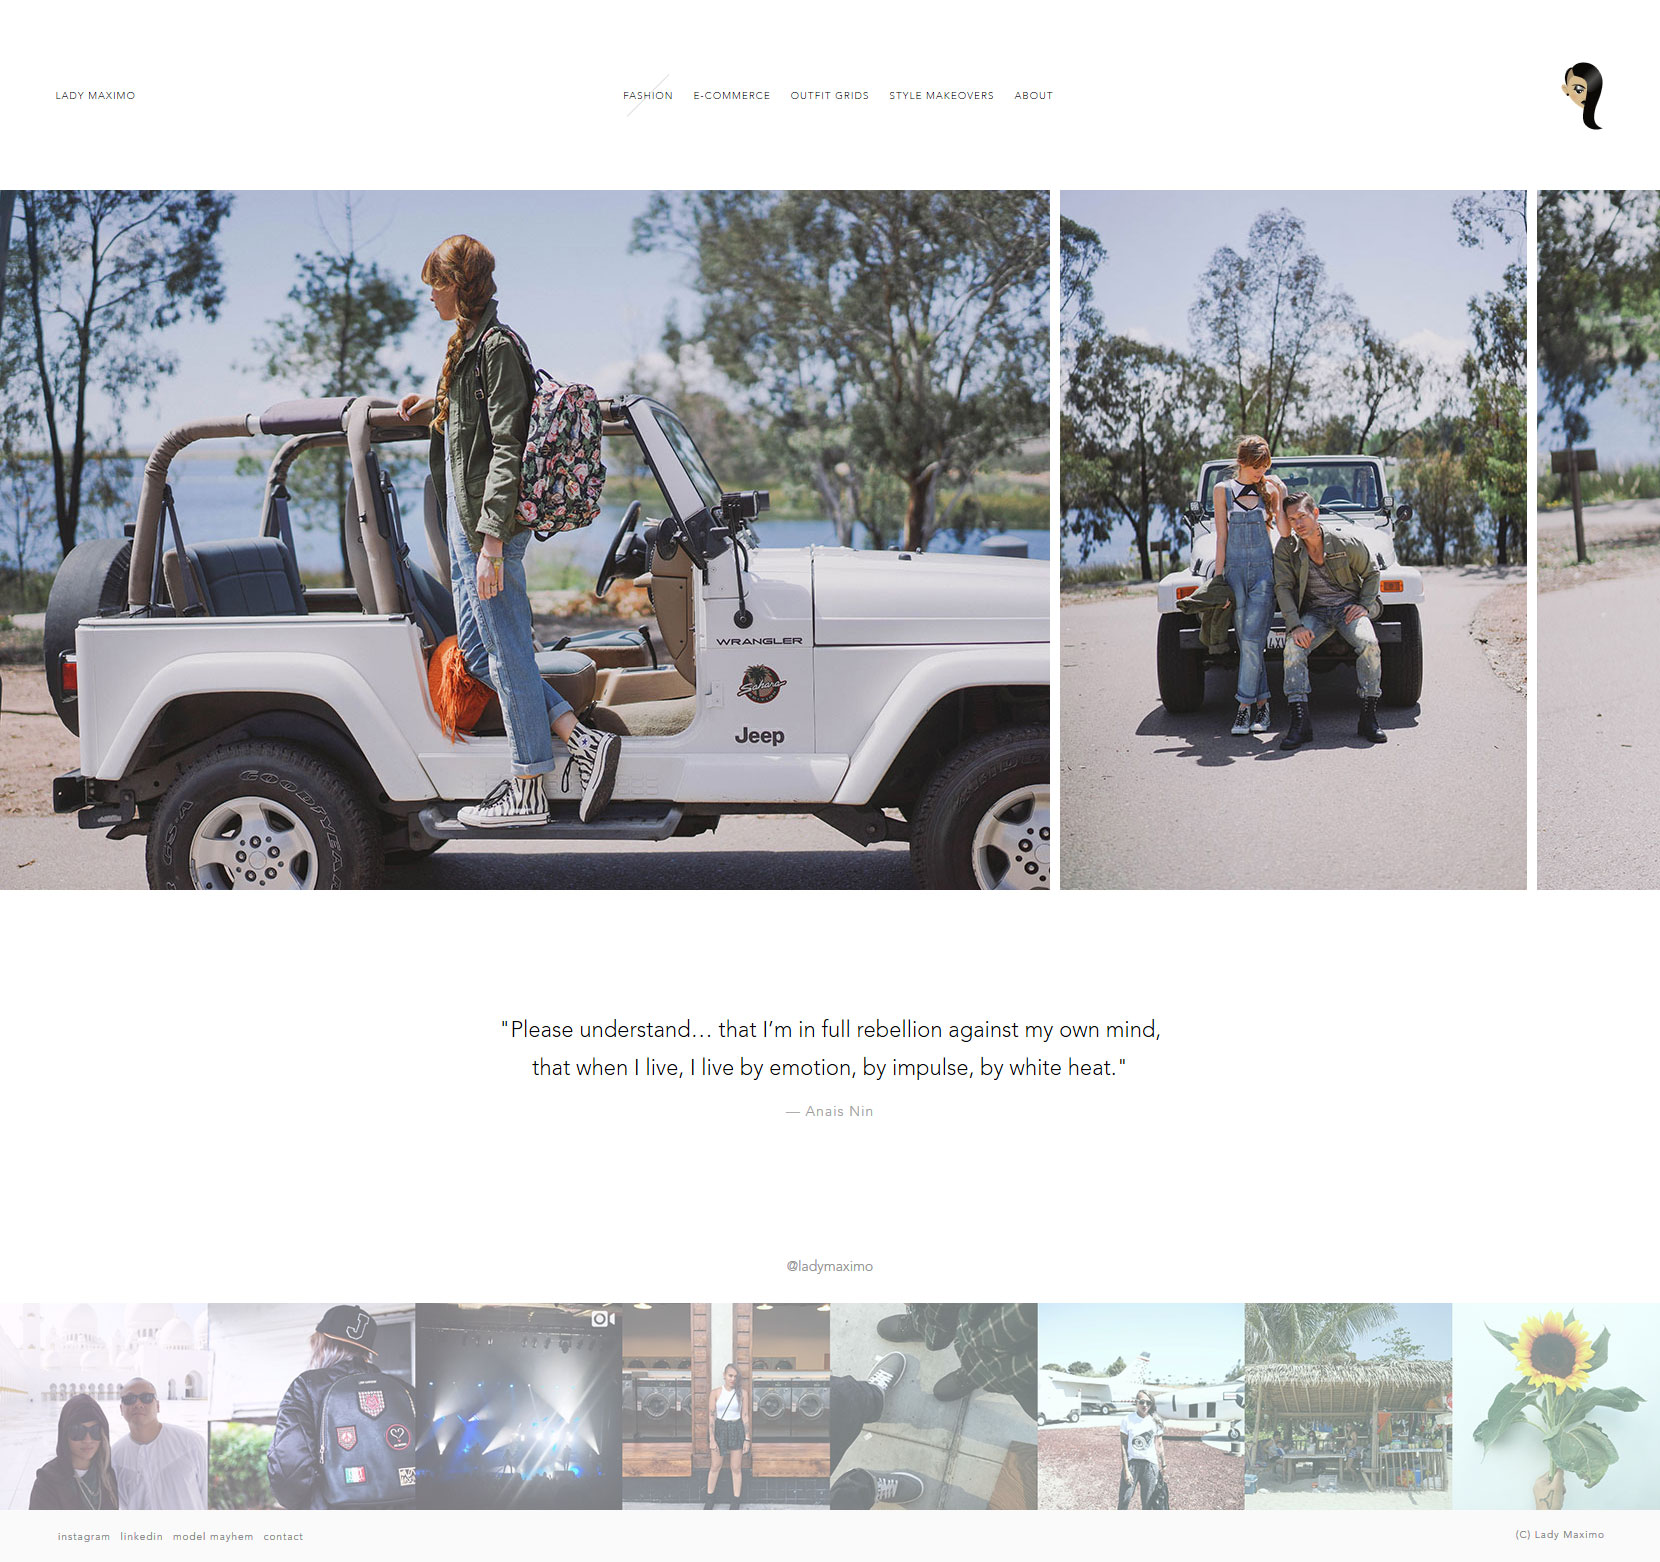 LADY MAXIMO
FASHION E-COMMERCE OUTFIT GRIDS STYLE MAKEOVERS ABOUT
WRANGLER
Sahara
Jeep
GOODYEAR
"Please understand… that I’m in full rebellion against my own mind,
that when I live, I live by emotion, by impulse, by white heat."
— Anais Nin
@ladymaximo
J
instagram linkedin model mayhem contact
(C) Lady Maximo